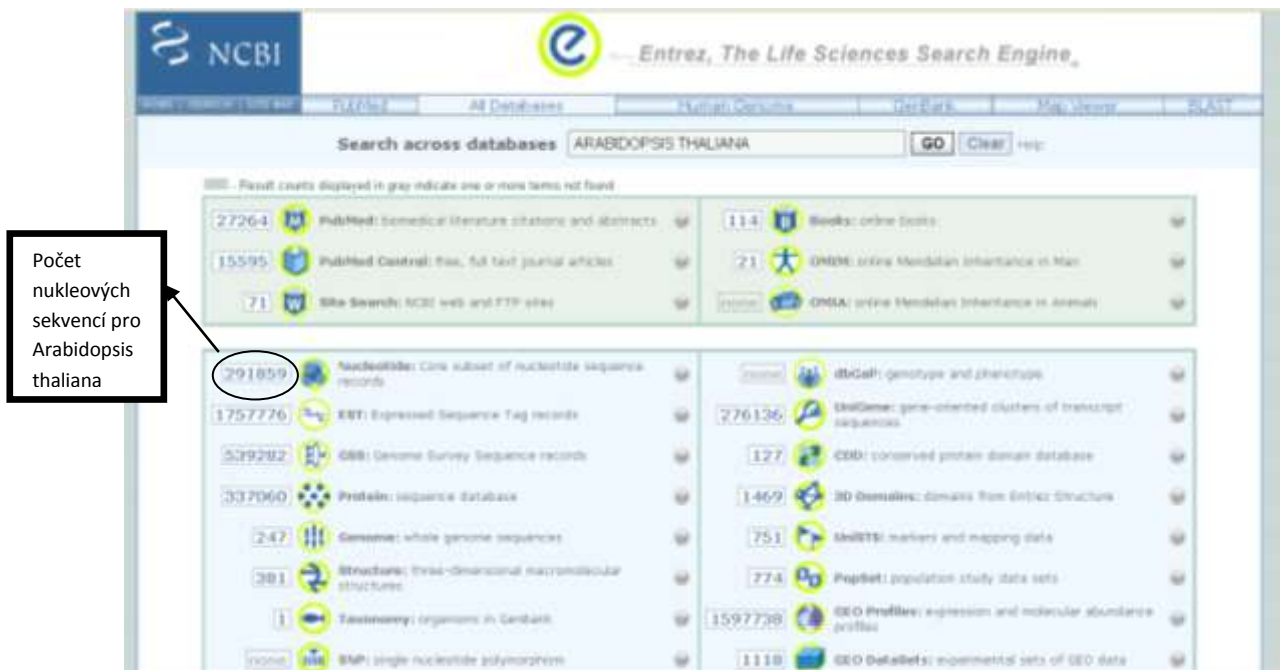 NCBI
Entrez, The Life Sciences Search Engine
PubMed All Databases Human Genome GenBank Map Viewer BLAST
Search across databases ARABIDOPSIS THALIANA GO Clear Help
- Result counts displayed in gray indicate one or more terms not found
27264 PubMed: biomedical literature citations and abstracts
114 Books: online books
15595 PubMed Central: free, full text journal articles
21 OMIM: online Mendelian Inheritance in Man
71 Site Search: NCBI web and FTP sites
none OMIA: online Mendelian Inheritance in Animals
Počet
nukleových
sekvencí pro
Arabidopsis
thaliana
291859 Nucleotide: Core subset of nucleotide sequence
records
none dbGaP: genotype and phenotype
1757776 EST: Expressed Sequence Tag records
276136 UniGene: gene-oriented clusters of transcript
sequences
539282 GSS: Genome Survey Sequence records
127 CDD: conserved protein domain database
337060 Protein: sequence database
1469 3D Domains: domains from Entrez Structure
247 Genome: whole genome sequences
751 UniSTS: markers and mapping data
381 Structure: three-dimensional macromolecular
structures
774 PopSet: population study data sets
1 Taxonomy: organisms in GenBank
1597738 GEO Profiles: expression and molecular abundance
profiles
none SNP: single nucleotide polymorphism
1118 GEO DataSets: experimental sets of GEO data